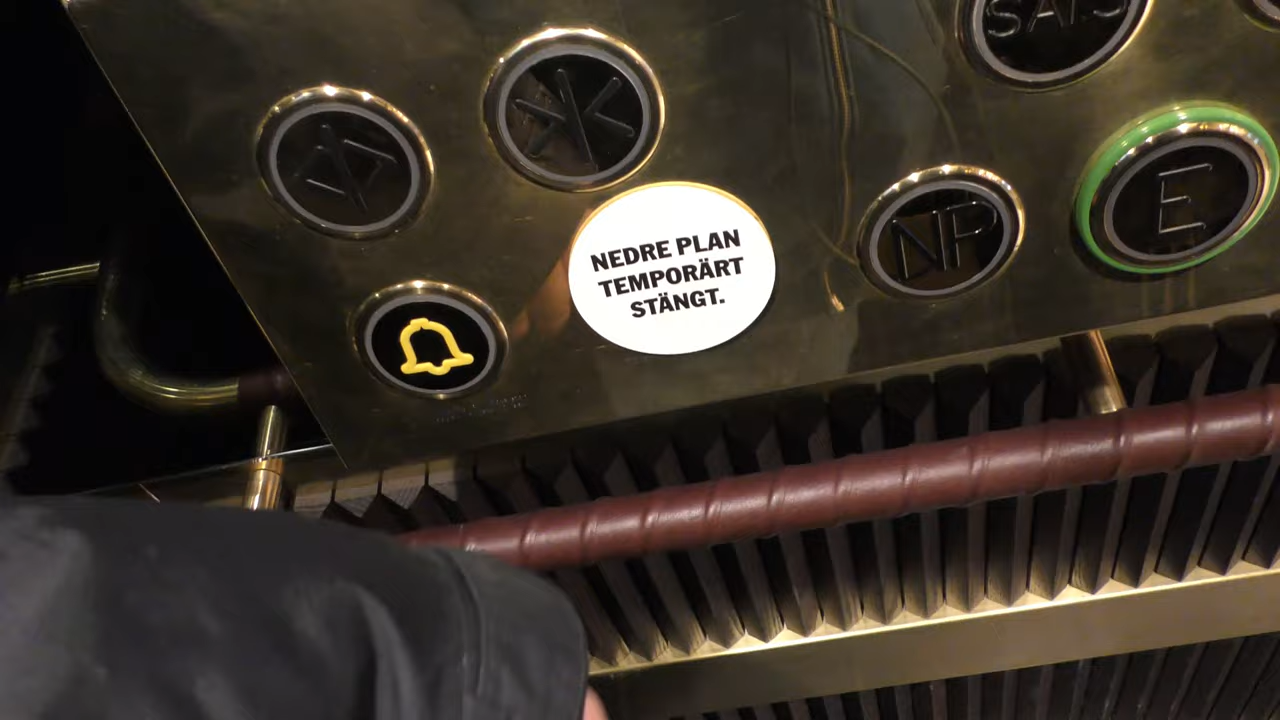 NEDRE PLAN
TEMPORÄRT
STÄNGT.
NP
E